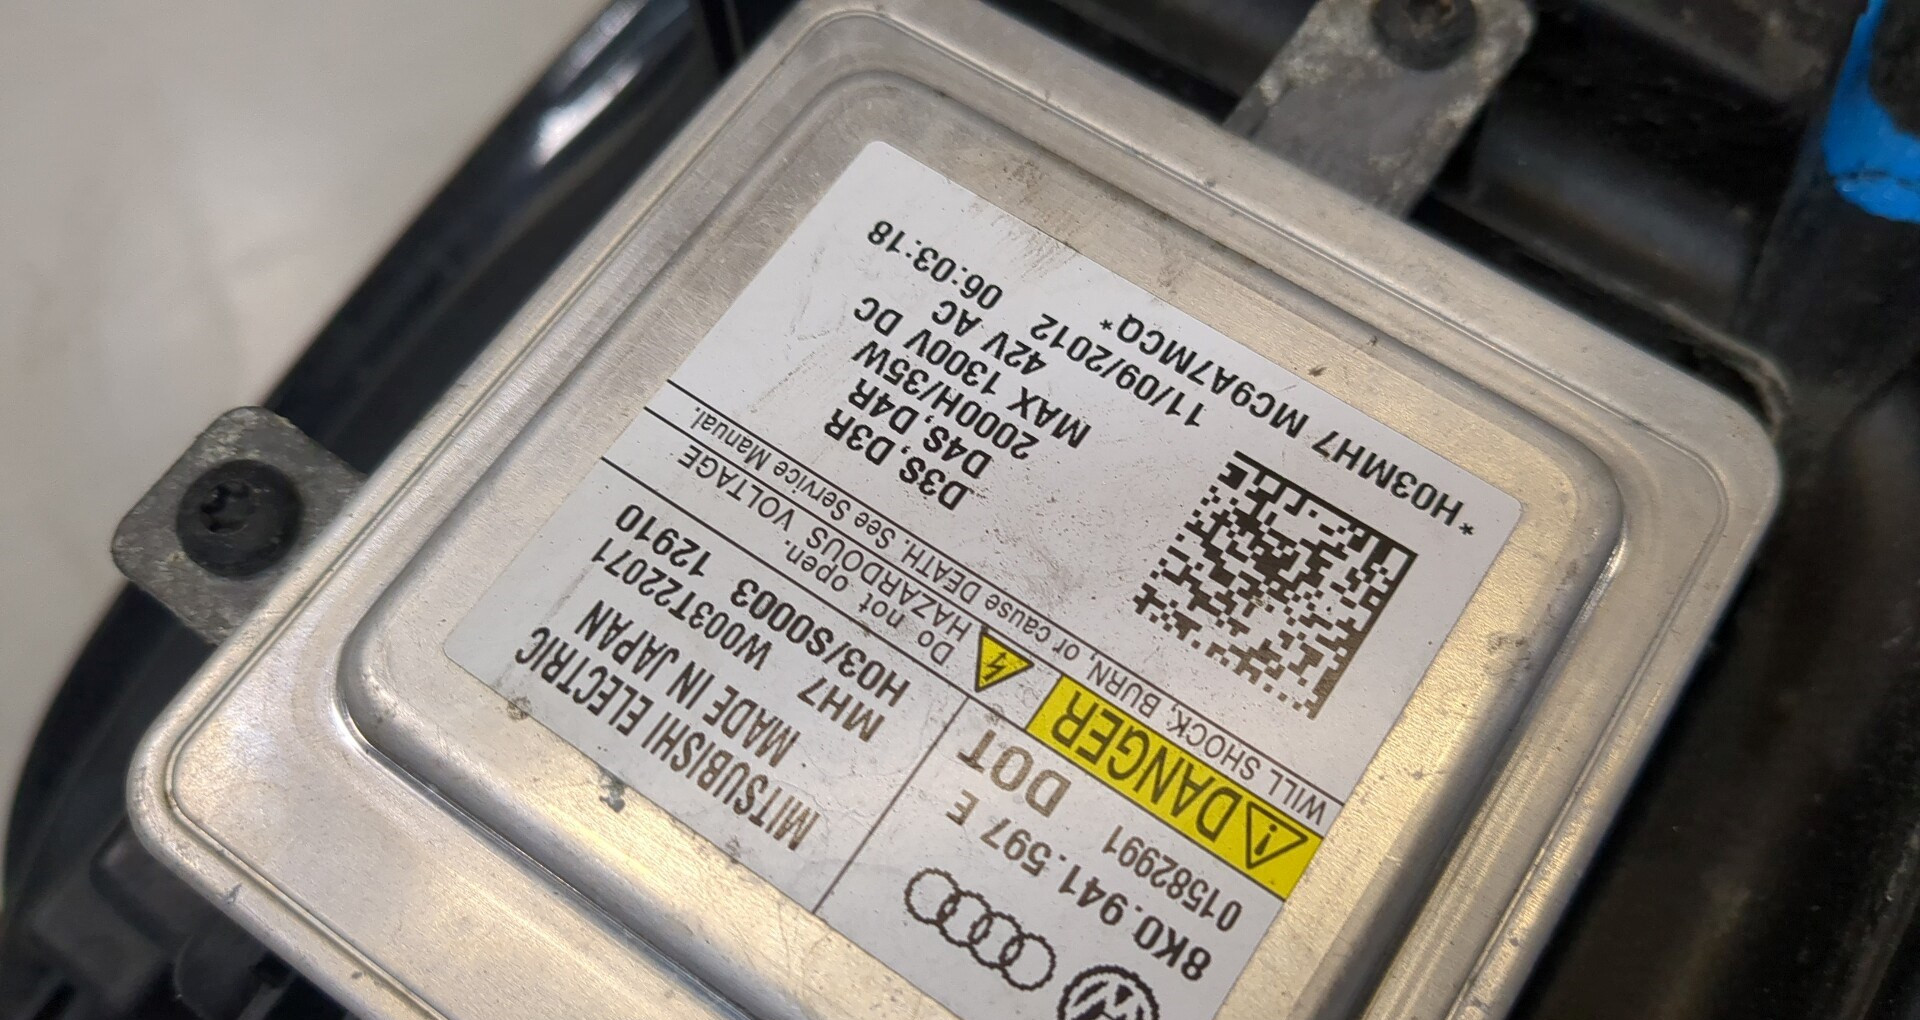 8K0.941.597 E
01582991 DOT
MITSUBISHI ELECTRIC
MADE IN JAPAN
MH7 W003T22071
H03/S0003 12910
DANGER
Do not open.
HAZARDOUS VOLTAGE
WILL SHOCK, BURN, or cause DEATH. See Service Manual.
D3S, D3R
D4S, D4R
2000H/35W
MAX 1300V DC
42V AC
11/09/2012 06:03:18
*H03MH7 MC9A7MCQ*